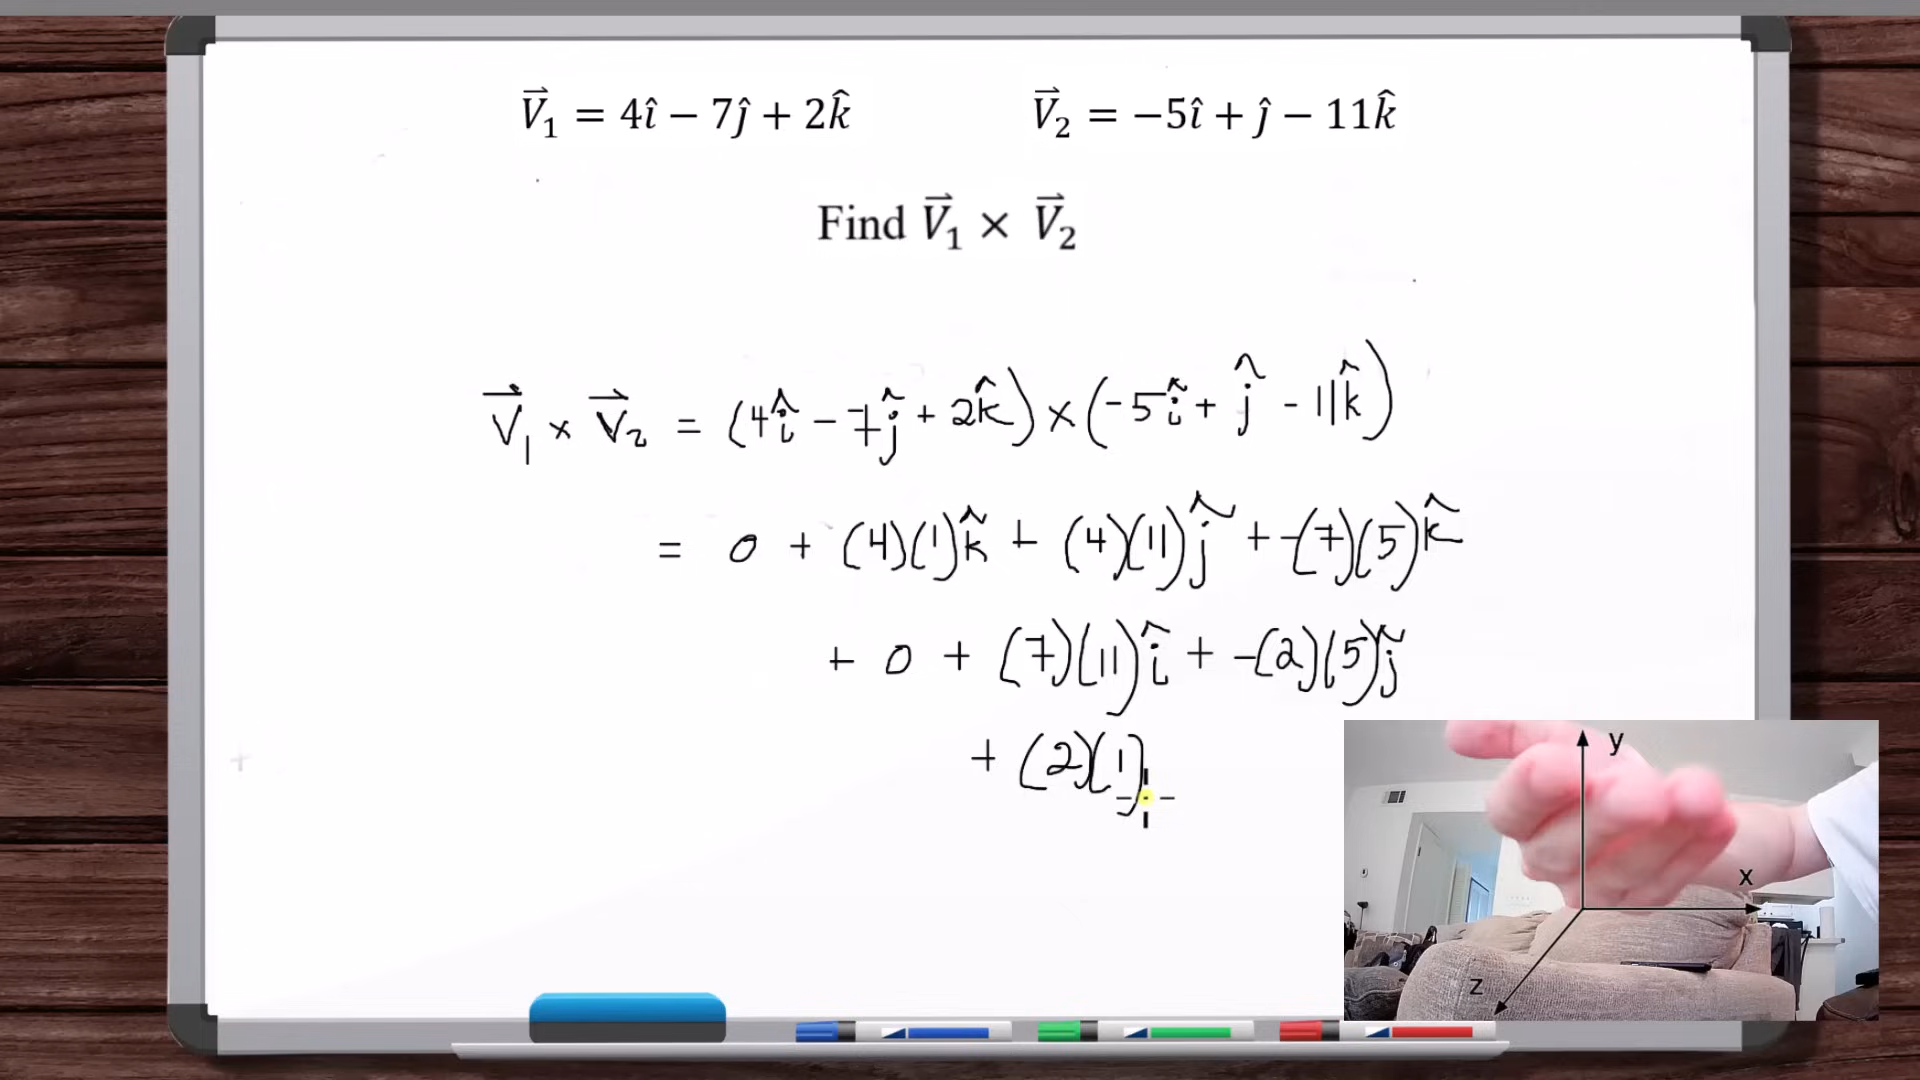 V⃗₁ = 4î − 7ĵ + 2k̂ V⃗₂ = −5î + ĵ − 11k̂
Find V⃗₁ × V⃗₂
V⃗₁ × V⃗₂ = (4î − 7ĵ + 2k̂) × (−5î + ĵ − 11k̂)
= 0 + (4)(1)k̂ + (4)(11)ĵ + −(7)(5)k̂
+ 0 + (7)(11)î + −(2)(5)ĵ
+ (2)(1)
y
x
z